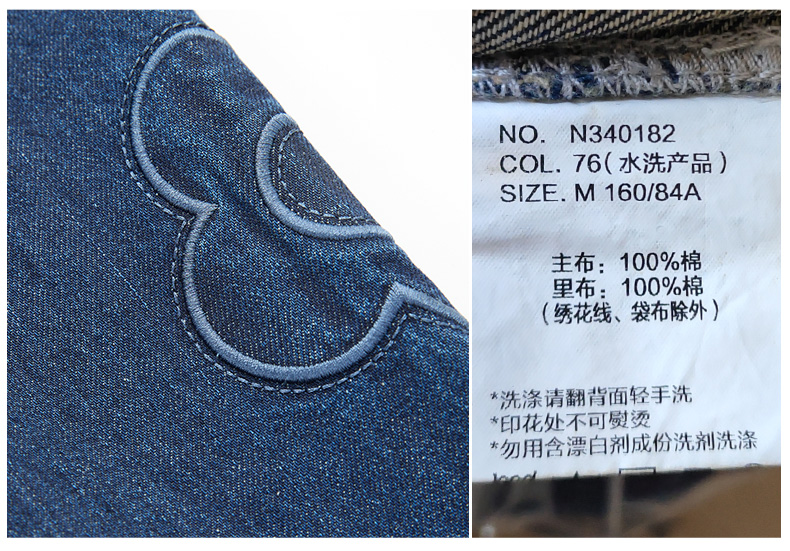 NO. N340182
COL. 76(水洗产品)
SIZE. M 160/84A
主布：100%棉
里布：100%棉
(绣花线、袋布除外)
*洗涤请翻背面轻手洗
*印花处不可熨烫
*勿用含漂白剂成份洗剂洗涤